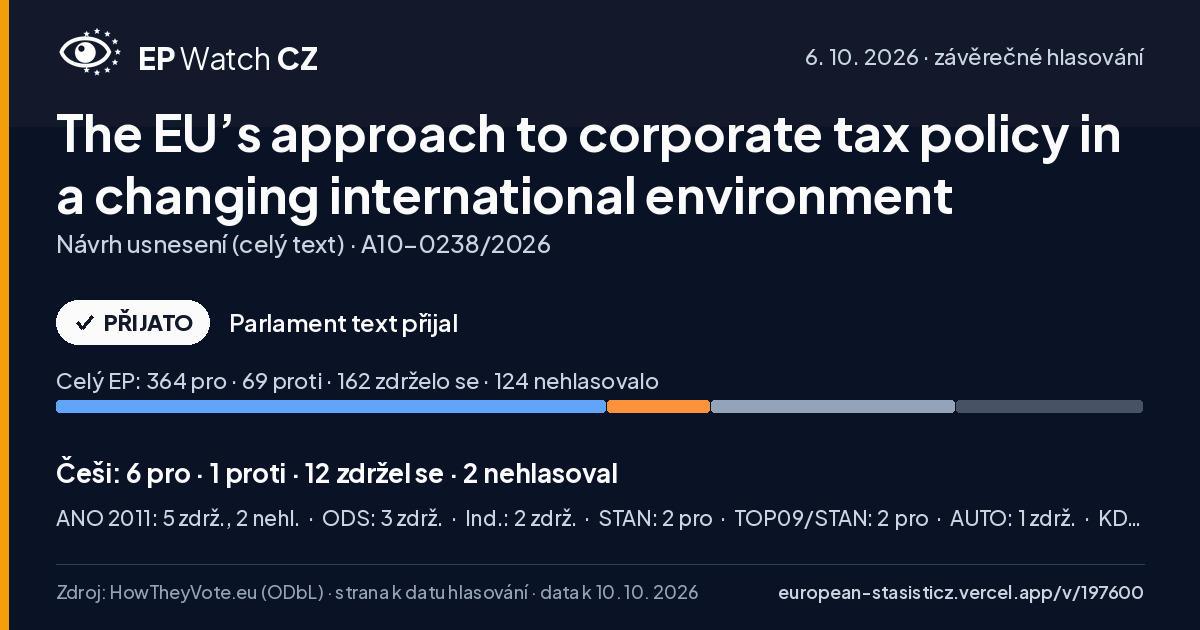 EP Watch CZ
6. 10. 2026 · závěrečné hlasování
The EU’s approach to corporate tax policy in
a changing international environment
Návrh usnesení (celý text) · A10–0238/2026
✓ PŘIJATO
Parlament text přijal
Celý EP: 364 pro · 69 proti · 162 zdrželo se · 124 nehlasovalo
Češi: 6 pro · 1 proti · 12 zdržel se · 2 nehlasoval
ANO 2011: 5 zdrž., 2 nehl. · ODS: 3 zdrž. · Ind.: 2 zdrž. · STAN: 2 pro · TOP09/STAN: 2 pro · AUTO: 1 zdrž. · KD…
Zdroj: HowTheyVote.eu (ODbL) · strana k datu hlasování · data k 10. 10. 2026
european-stasisticz.vercel.app/v/197600